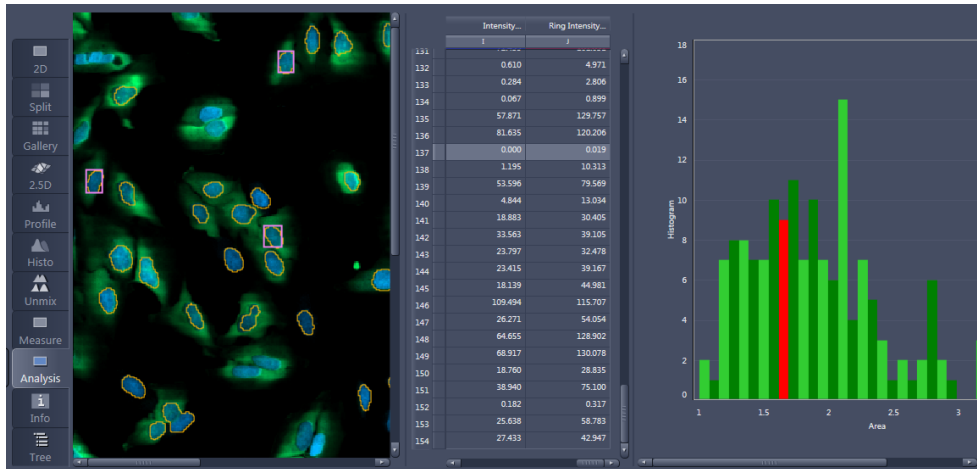 2D
Split
Gallery
2.5D
Profile
Histo
Unmix
Measure
Analysis
Info
Tree
Intensity... Ring Intensity...
I J
131
132 0.610 4.971
133 0.284 2.806
134 0.067 0.899
135 57.871 129.757
136 81.635 120.206
137 0.000 0.019
138 1.195 10.313
139 53.596 79.569
140 4.844 13.034
141 18.883 30.405
142 33.563 39.105
143 23.797 32.478
144 23.415 39.167
145 18.139 44.981
146 109.494 115.707
147 26.271 54.054
148 64.655 128.902
149 68.917 130.078
150 18.760 28.835
151 38.940 75.100
152 0.182 0.317
153 25.638 58.783
154 27.433 42.947
Histogram
18
16
14
12
10
8
6
4
2
0
1 1.5 2 2.5 3
Area